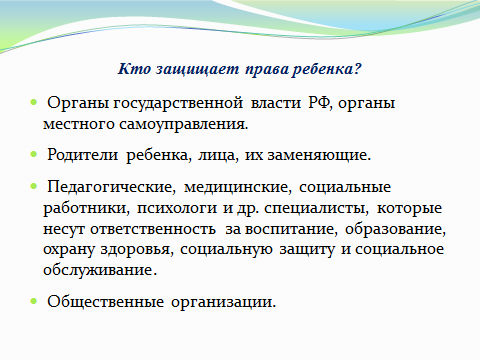 Кто защищает права ребенка?
Органы государственной власти РФ, органы
местного самоуправления.
Родители ребенка, лица, их заменяющие.
Педагогические, медицинские, социальные
работники, психологи и др. специалисты, которые
несут ответственность за воспитание, образование,
охрану здоровья, социальную защиту и социальное
обслуживание.
Общественные организации.